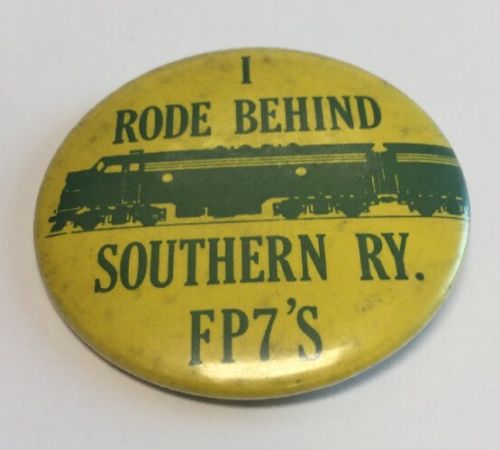 I
RODE BEHIND
SOUTHERN RY.
FP7'S